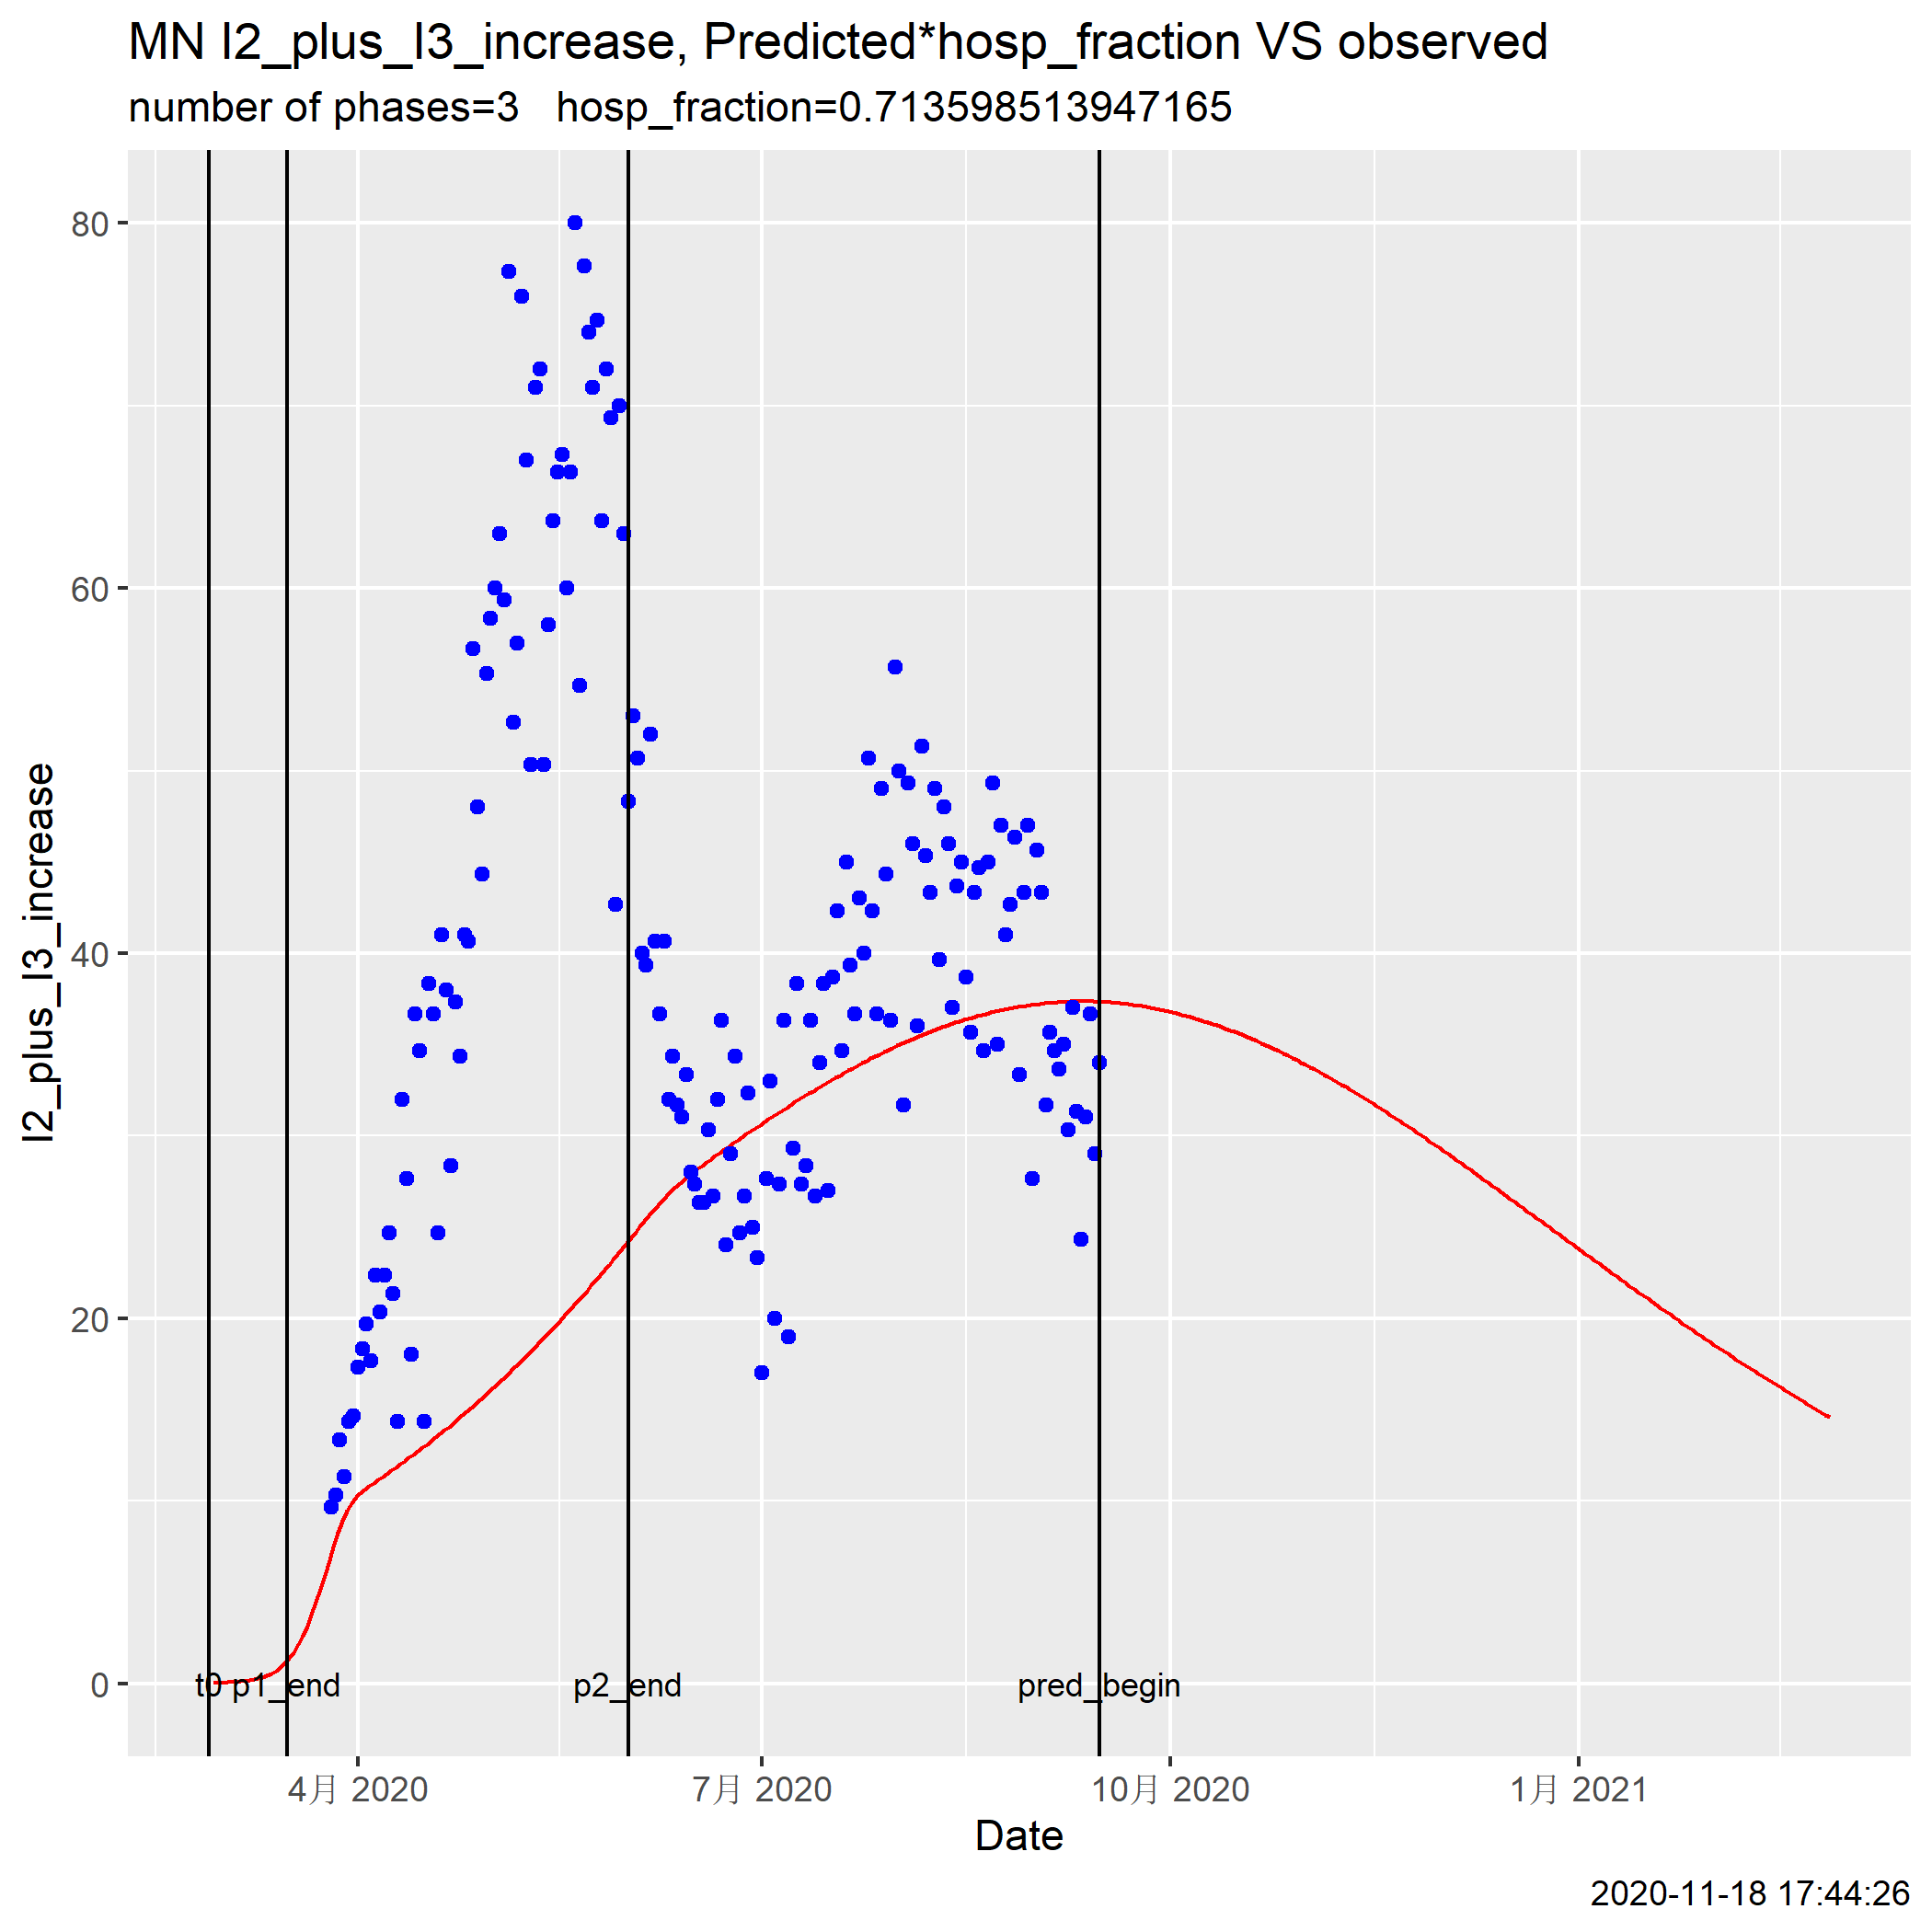 MN I2_plus_I3_increase, Predicted*hosp_fraction VS observed
number of phases=3 hosp_fraction=0.713598513947165
I2_plus_I3_increase
80
60
40
20
0
t0 p1_end p2_end pred_begin
4月 2020 7月 2020 10月 2020 1月 2021
Date
2020-11-18 17:44:26